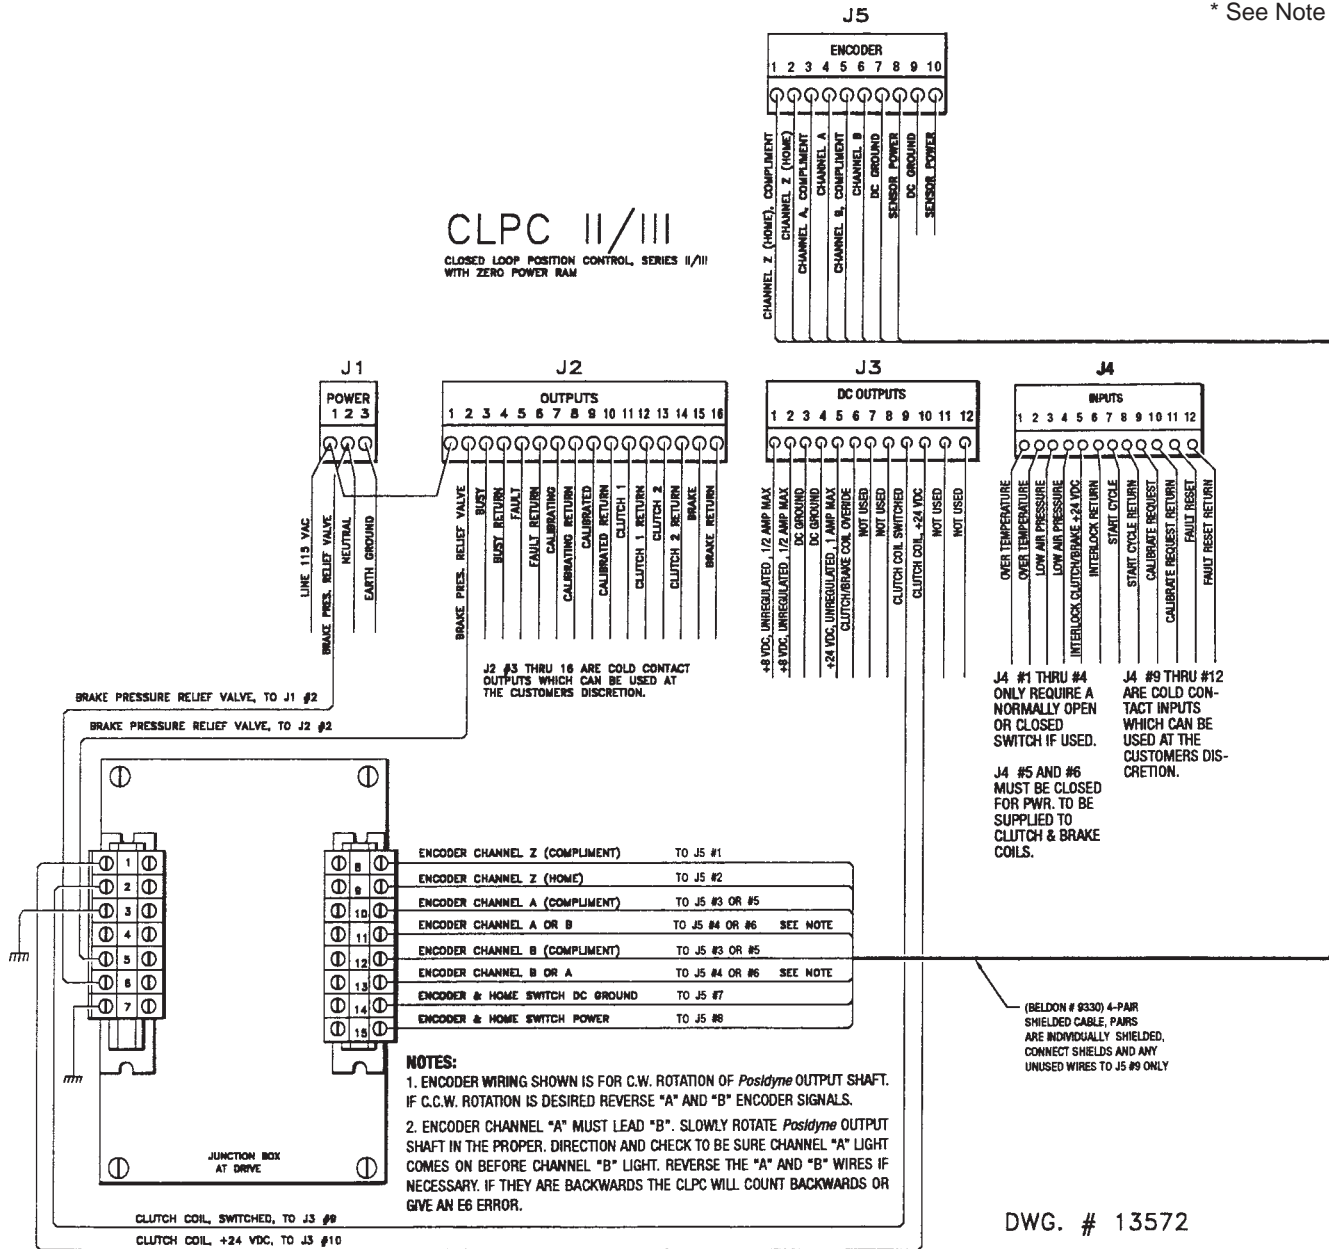 * See Note
J5
ENCODER
1 2 3 4 5 6 7 8 9 10
CHANNEL Z (HOME), COMPLIMENT
CHANNEL Z (HOME)
CHANNEL A, COMPLIMENT
CHANNEL A
CHANNEL B, COMPLIMENT
CHANNEL B
DC GROUND
SENSOR POWER
DC GROUND
SENSOR POWER
CLPC II/III
CLOSED LOOP POSITION CONTROL, SERIES II/III
WITH ZERO POWER RAM
J1
POWER
1 2 3
LINE 115 VAC
BRAKE PRES. RELIEF VALVE
NEUTRAL
EARTH GROUND
J2
OUTPUTS
1 2 3 4 5 6 7 8 9 10 11 12 13 14 15 16
BRAKE PRES. RELIEF VALVE
BUSY
BUSY RETURN
FAULT
FAULT RETURN
CALIBRATING
CALIBRATING RETURN
CALIBRATED
CALIBRATED RETURN
CLUTCH 1
CLUTCH 1 RETURN
CLUTCH 2
CLUTCH 2 RETURN
BRAKE
BRAKE RETURN
J2 #3 THRU 16 ARE COLD CONTACT
OUTPUTS WHICH CAN BE USED AT
THE CUSTOMERS DISCRETION.
J3
DC OUTPUTS
1 2 3 4 5 6 7 8 9 10 11 12
+8 VDC, UNREGULATED , 1/2 AMP MAX
+8 VDC, UNREGULATED , 1/2 AMP MAX
DC GROUND
DC GROUND
+24 VDC, UNREGULATED , 1 AMP MAX
CLUTCH/BRAKE COIL OVERIDE
NOT USED
NOT USED
CLUTCH COIL SWITCHED
CLUTCH COIL, +24 VDC
NOT USED
NOT USED
J4
INPUTS
1 2 3 4 5 6 7 8 9 10 11 12
OVER TEMPERATURE
OVER TEMPERATURE
LOW AIR PRESSURE
LOW AIR PRESSURE
INTERLOCK CLUTCH/BRAKE +24 VDC
INTERLOCK RETURN
START CYCLE
START CYCLE RETURN
CALIBRATE REQUEST
CALIBRATE REQUEST RETURN
FAULT RESET
FAULT RESET RETURN
J4 #1 THRU #4
ONLY REQUIRE A
NORMALLY OPEN
OR CLOSED
SWITCH IF USED.
J4 #5 AND #6
MUST BE CLOSED
FOR PWR. TO BE
SUPPLIED TO
CLUTCH & BRAKE
COILS.
J4 #9 THRU #12
ARE COLD CON-
TACT INPUTS
WHICH CAN BE
USED AT THE
CUSTOMERS DIS-
CRETION.
BRAKE PRESSURE RELIEF VALVE, TO J1 #2
BRAKE PRESSURE RELIEF VALVE, TO J2 #2
1
2
3
4
5
6
7
8
9
10
11
12
13
14
15
ENCODER CHANNEL Z (COMPLIMENT) TO J5 #1
ENCODER CHANNEL Z (HOME) TO J5 #2
ENCODER CHANNEL A (COMPLIMENT) TO J5 #3 OR #5
ENCODER CHANNEL A OR B TO J5 #4 OR #6 SEE NOTE
ENCODER CHANNEL B (COMPLIMENT) TO J5 #3 OR #5
ENCODER CHANNEL B OR A TO J5 #4 OR #6 SEE NOTE
ENCODER & HOME SWITCH DC GROUND TO J5 #7
ENCODER & HOME SWITCH POWER TO J5 #8
(BELDON # 9330) 4-PAIR
SHIELDED CABLE, PAIRS
ARE INDIVIDUALLY SHIELDED,
CONNECT SHIELDS AND ANY
UNUSED WIRES TO J5 #9 ONLY
NOTES:
1. ENCODER WIRING SHOWN IS FOR C.W. ROTATION OF Posidyne OUTPUT SHAFT.
IF C.C.W. ROTATION IS DESIRED REVERSE "A" AND "B" ENCODER SIGNALS.
2. ENCODER CHANNEL "A" MUST LEAD "B". SLOWLY ROTATE Posidyne OUTPUT
SHAFT IN THE PROPER. DIRECTION AND CHECK TO BE SURE CHANNEL "A" LIGHT
COMES ON BEFORE CHANNEL "B" LIGHT. REVERSE THE "A" AND "B" WIRES IF
NECESSARY. IF THEY ARE BACKWARDS THE CLPC WILL COUNT BACKWARDS OR
GIVE AN E6 ERROR.
JUNCTION BOX
AT DRIVE
CLUTCH COIL, SWITCHED, TO J3 #9
CLUTCH COIL, +24 VDC, TO J3 #10
DWG. # 13572